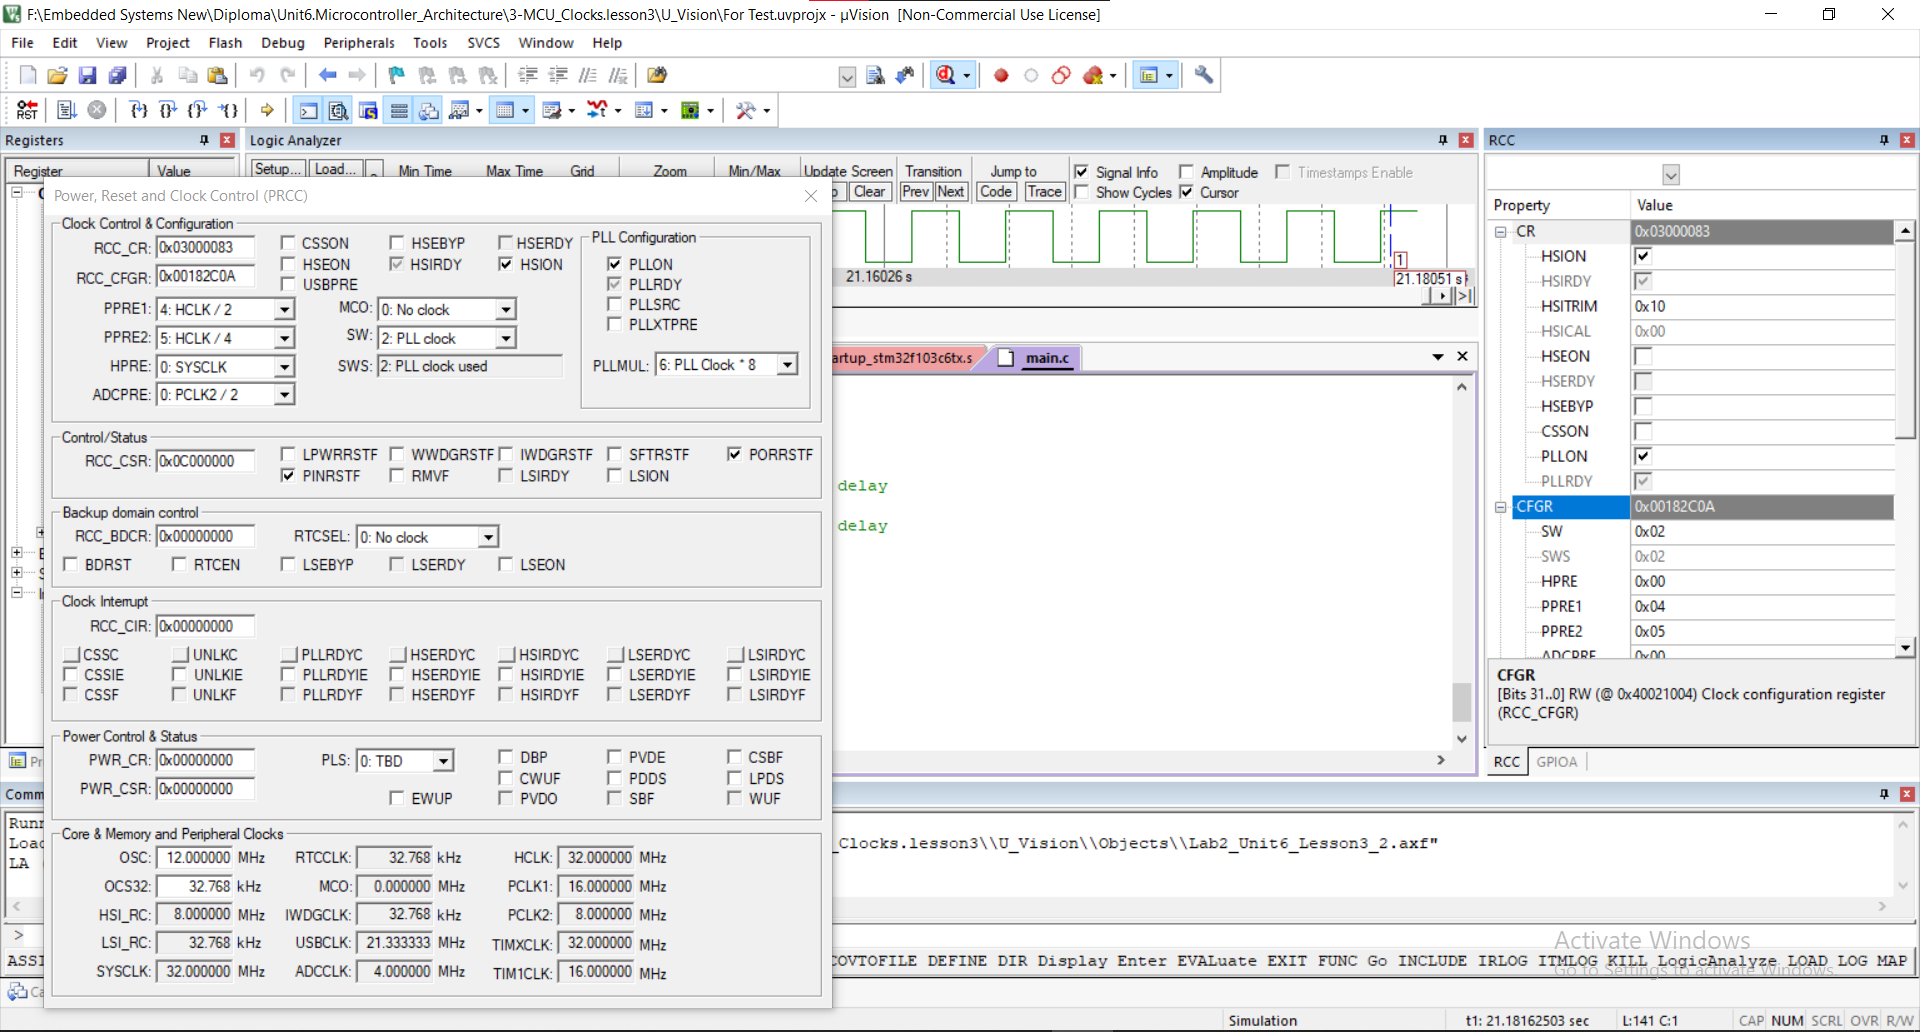 F:\Embedded Systems New\Diploma\Unit6.Microcontroller_Architecture\3-MCU_Clocks.lesson3\U_Vision\For Test.uvprojx - µVision [Non-Commercial Use License]
File Edit View Project Flash Debug Peripherals Tools SVCS Window Help
RST
Registers
Register Value
Logic Analyzer
Setup... Load... Min Time Max Time Grid Zoom Min/Max Update Screen Transition Jump to Signal Info Amplitude Timestamps Enable
Clear Prev Next Code Trace Show Cycles Cursor
21.16026 s 1 21.18051 s
Power, Reset and Clock Control (PRCC)
Clock Control & Configuration
RCC_CR: 0x03000083 CSSON HSEBYP HSERDY
HSEON HSIRDY HSION
RCC_CFGR: 0x00182C0A USBPRE
PPRE1: 4: HCLK / 2 MCO: 0: No clock
PPRE2: 5: HCLK / 4 SW: 2: PLL clock
HPRE: 0: SYSCLK SWS: 2: PLL clock used
ADCPRE: 0: PCLK2 / 2
PLL Configuration
PLLON
PLLRDY
PLLSRC
PLLXTPRE
PLLMUL: 6: PLL Clock * 8
Control/Status
RCC_CSR: 0x0C000000 LPWRRSTF WWDGRSTF IWDGRSTF SFTRSTF PORRSTF
PINRSTF RMVF LSIRDY LSION
Backup domain control
RCC_BDCR: 0x00000000 RTCSEL: 0: No clock
BDRST RTCEN LSEBYP LSERDY LSEON
Clock Interrupt
RCC_CIR: 0x00000000
CSSC UNLKC PLLRDYC HSERDYC HSIRDYC LSERDYC LSIRDYC
CSSIE UNLKIE PLLRDYIE HSERDYIE HSIRDYIE LSERDYIE LSIRDYIE
CSSF UNLKF PLLRDYF HSERDYF HSIRDYF LSERDYF LSIRDYF
Power Control & Status
PWR_CR: 0x00000000 PLS: 0: TBD DBP PVDE CSBF
CWUF PDDS LPDS
PWR_CSR: 0x00000000 EWUP PVDO SBF WUF
Core & Memory and Peripheral Clocks
OSC: 12.000000 MHz RTCCLK: 32.768 kHz HCLK: 32.000000 MHz
OCS32: 32.768 kHz MCO: 0.000000 MHz PCLK1: 16.000000 MHz
HSI_RC: 8.000000 MHz IWDGCLK: 32.768 kHz PCLK2: 8.000000 MHz
LSI_RC: 32.768 kHz USBCLK: 21.333333 MHz TIMXCLK: 32.000000 MHz
SYSCLK: 32.000000 MHz ADCCLK: 4.000000 MHz TIM1CLK: 16.000000 MHz
artup_stm32f103c6tx.s main.c
delay
delay
RCC
Property Value
CR 0x03000083
HSION
HSIRDY
HSITRIM 0x10
HSICAL 0x00
HSEON
HSERDY
HSEBYP
CSSON
PLLON
PLLRDY
CFGR 0x00182C0A
SW 0x02
SWS 0x02
HPRE 0x00
PPRE1 0x04
PPRE2 0x05
ADCPRE 0x00
CFGR
[Bits 31..0] RW (@ 0x40021004) Clock configuration register
(RCC_CFGR)
RCC GPIOA
Pr
Comm
Runn
Load _Clocks.lesson3\\U_Vision\\Objects\\Lab2_Unit6_Lesson3_2.axf"
LA
>
ASSI COVTOFILE DEFINE DIR Display Enter EVALuate EXIT FUNC Go INCLUDE IRLOG ITMLOG KILL LogicAnalyze LOAD LOG MAP
Ca
Activate Windows
Go to Settings to activate Windows.
Simulation t1: 21.18162503 sec L:141 C:1 CAP NUM SCRL OVR R/W